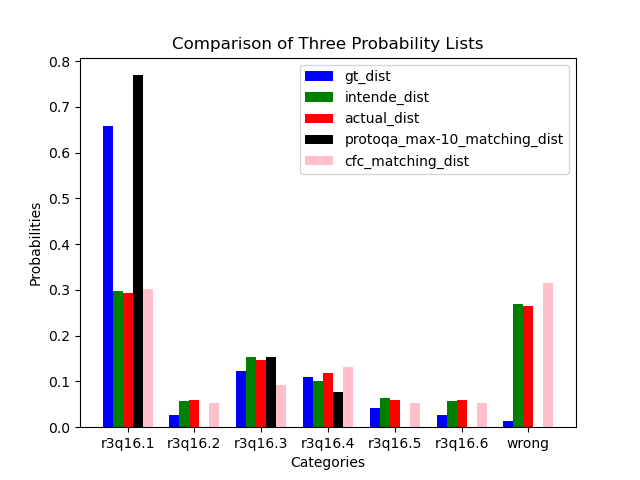 Comparison of Three Probability Lists
gt_dist
intende_dist
actual_dist
protoqa_max-10_matching_dist
cfc_matching_dist
Probabilities
0.8
0.7
0.6
0.5
0.4
0.3
0.2
0.1
0.0
r3q16.1 r3q16.2 r3q16.3 r3q16.4 r3q16.5 r3q16.6 wrong
Categories